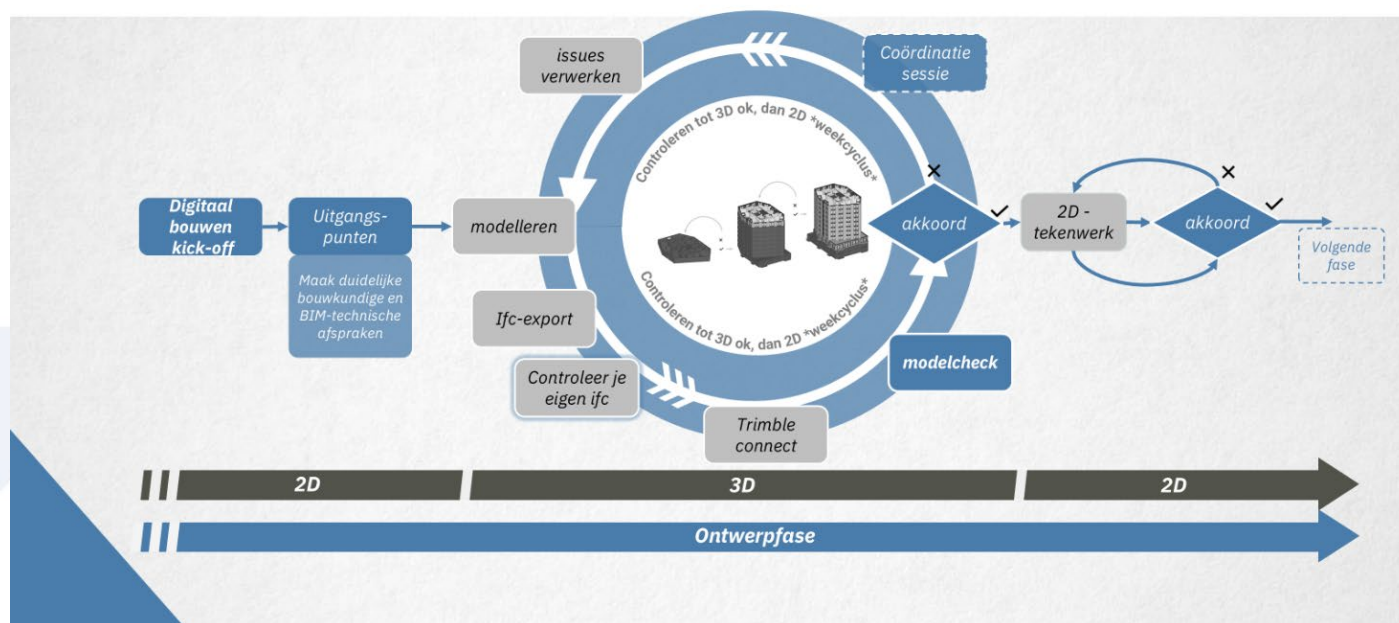 issues
verwerken
Coördinatie
sessie
Controleren tot 3D ok, dan 2D *weekcyclus*
Digitaal
bouwen
kick-off
Uitgangs-
punten
modelleren
akkoord
2D -
tekenwerk
akkoord
Volgende
fase
Maak duidelijke
bouwkundige en
BIM-technische
afspraken
Ifc-export
Controleren tot 3D ok, dan 2D *weekcyclus*
Controleer je
eigen ifc
modelcheck
Trimble
connect
2D
3D
2D
Ontwerpfase